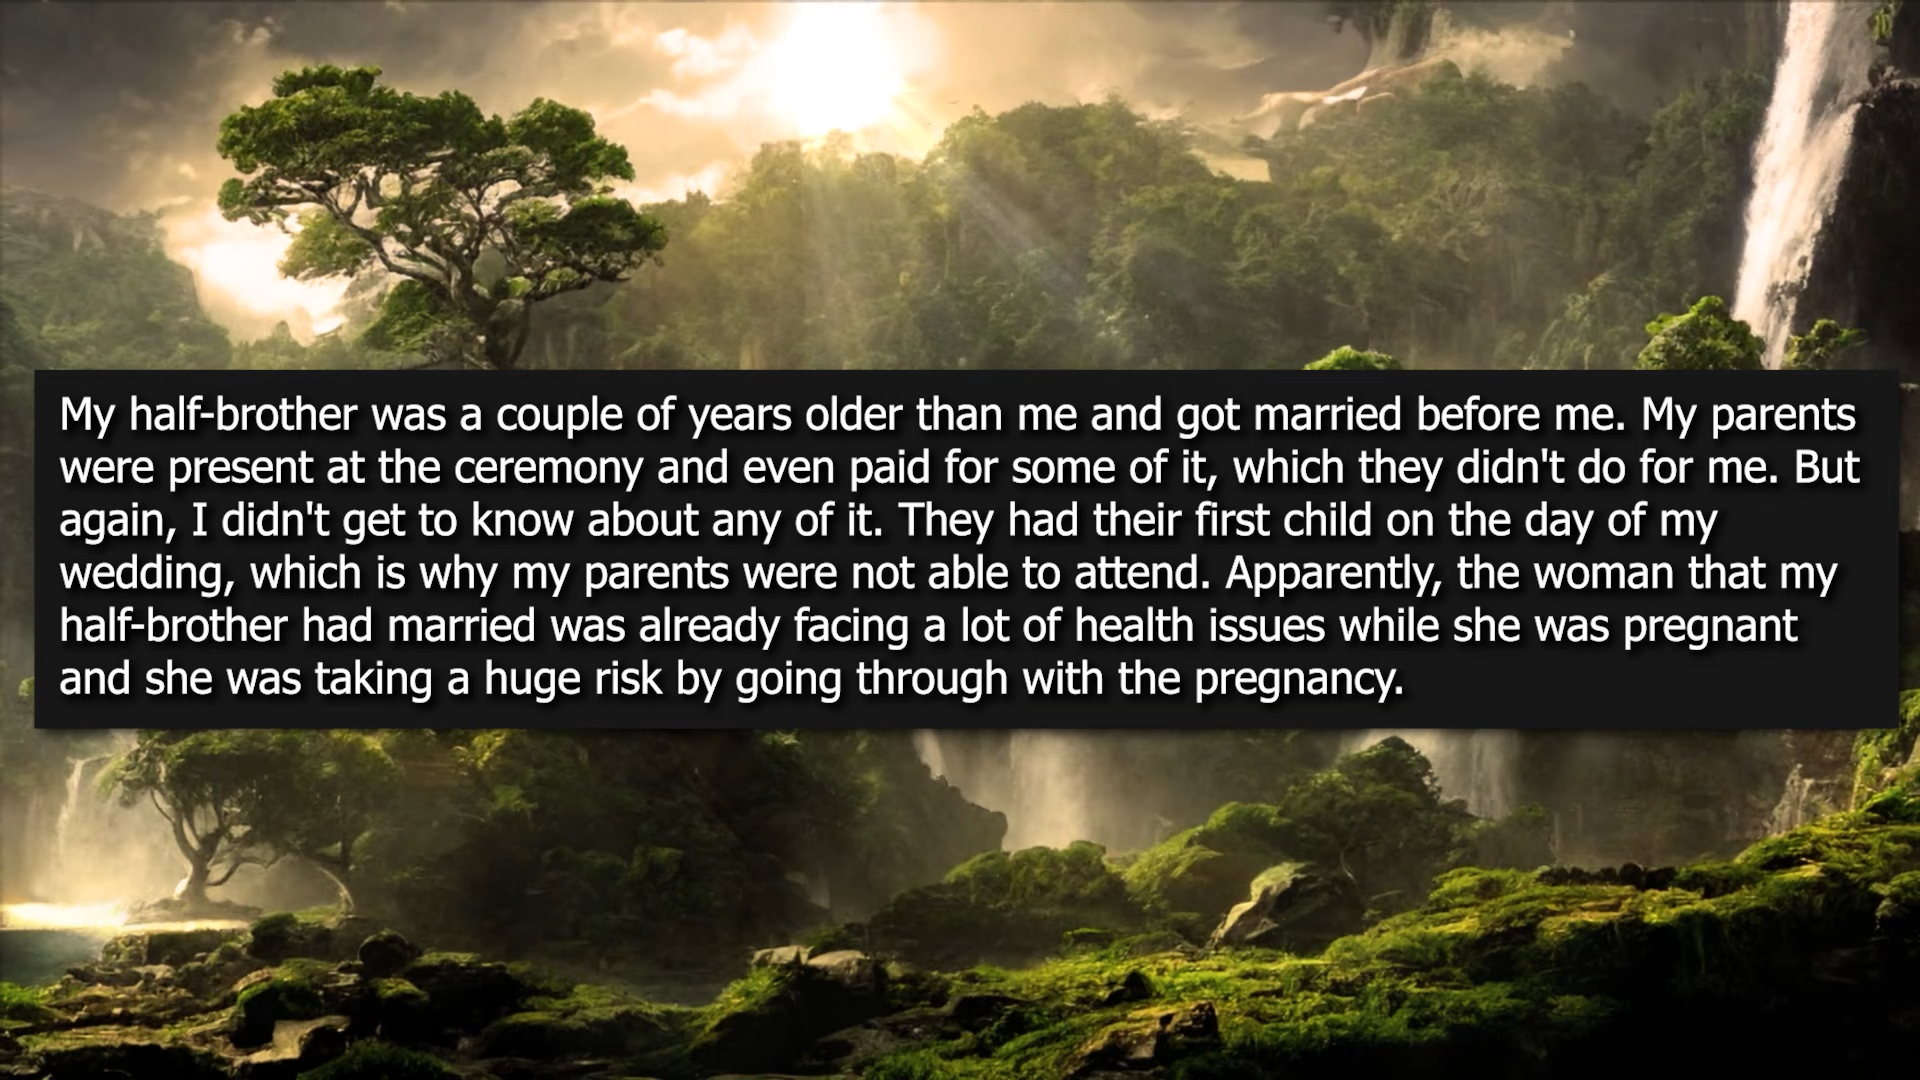 My half-brother was a couple of years older than me and got married before me. My parents
were present at the ceremony and even paid for some of it, which they didn't do for me. But
again, I didn't get to know about any of it. They had their first child on the day of my
wedding, which is why my parents were not able to attend. Apparently, the woman that my
half-brother had married was already facing a lot of health issues while she was pregnant
and she was taking a huge risk by going through with the pregnancy.